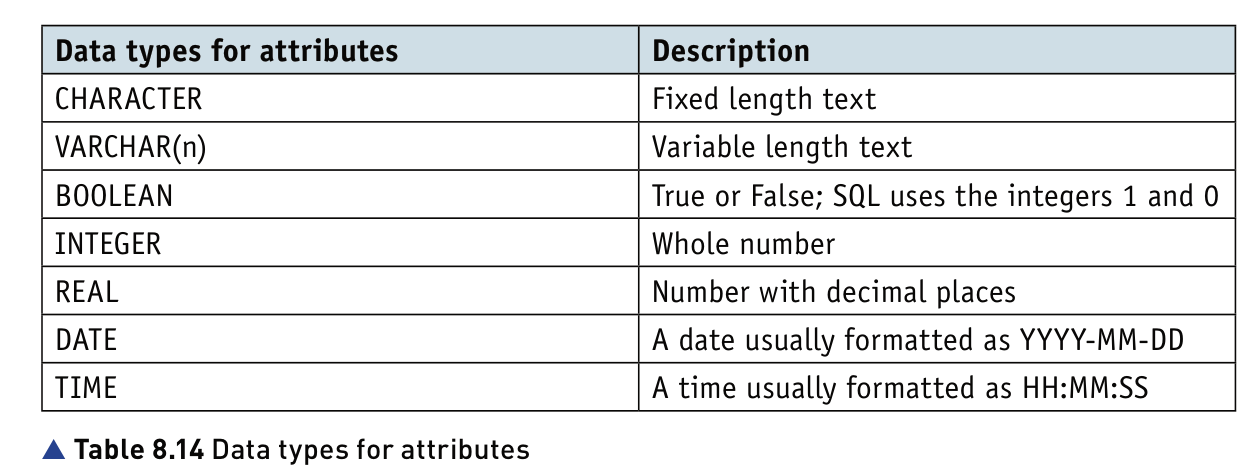 Data types for attributes Description
CHARACTER Fixed length text
VARCHAR(n) Variable length text
BOOLEAN True or False; SQL uses the integers 1 and 0
INTEGER Whole number
REAL Number with decimal places
DATE A date usually formatted as YYYY-MM-DD
TIME A time usually formatted as HH:MM:SS
▲ Table 8.14 Data types for attributes